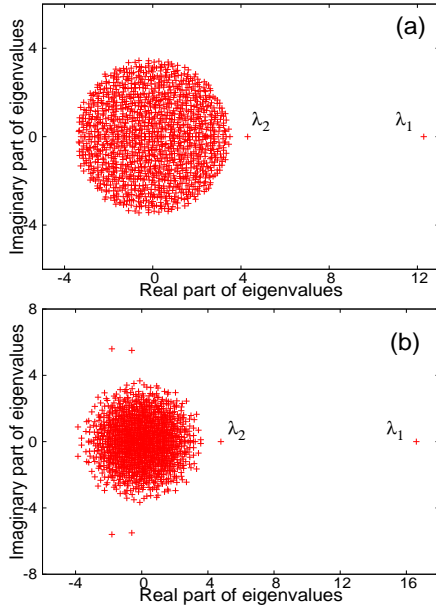 (a)
Imaginary part of eigenvalues
4
0
-4
λ2
λ1
-4 0 4 8 12
Real part of eigenvalues
(b)
Imaginary part of eigenvalues
8
4
0
-4
-8
λ2
λ1
-4 0 4 8 12 16
Real part of eigenvalues